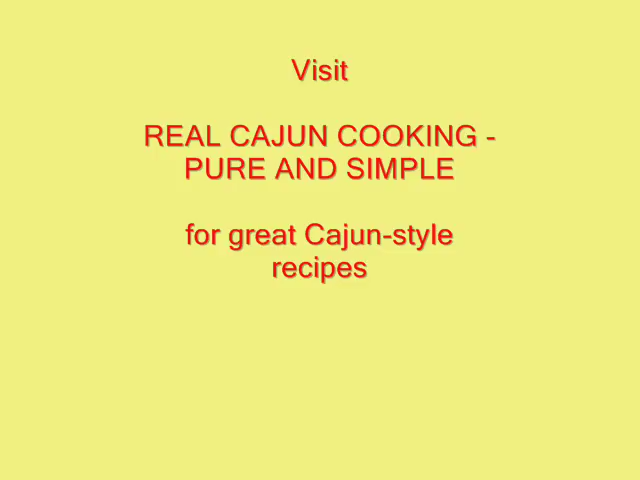 Visit
REAL CAJUN COOKING -
PURE AND SIMPLE
for great Cajun-style
recipes